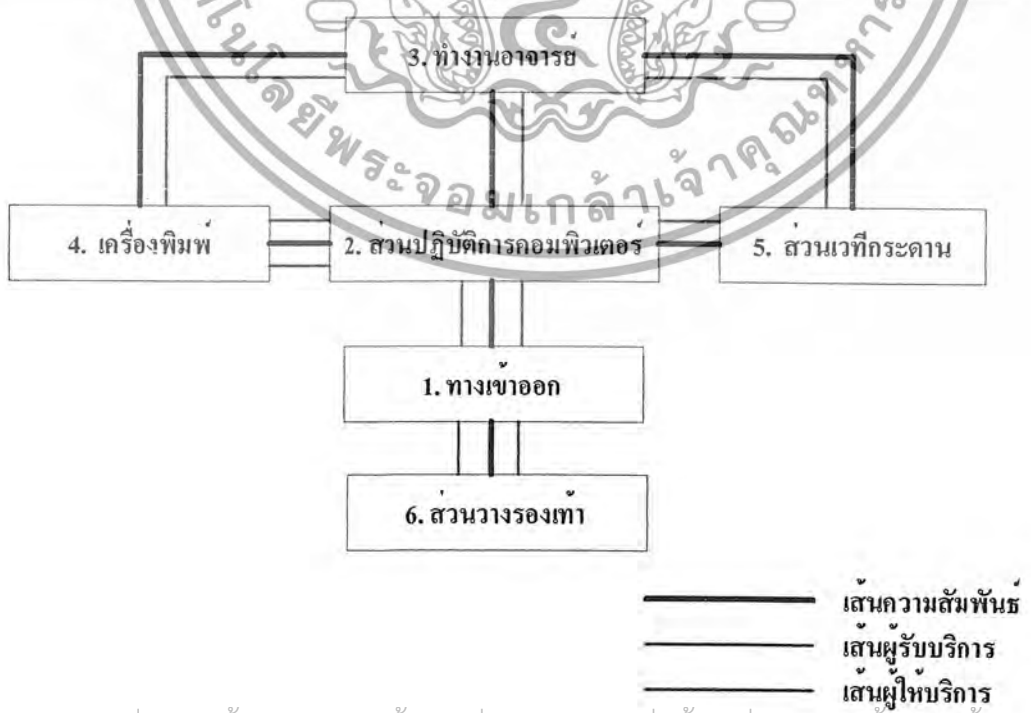 3. ทำงานอาจารย์
4. เครื่องพิมพ์
2. ส่วนปฏิบัติการคอมพิวเตอร์
5. ส่วนเวทีกระดาน
1. ทางเข้าออก
6. ส่วนวางรองเท้า
เส้นความสัมพันธ์
เส้นผู้รับบริการ
เส้นผู้ให้บริการ